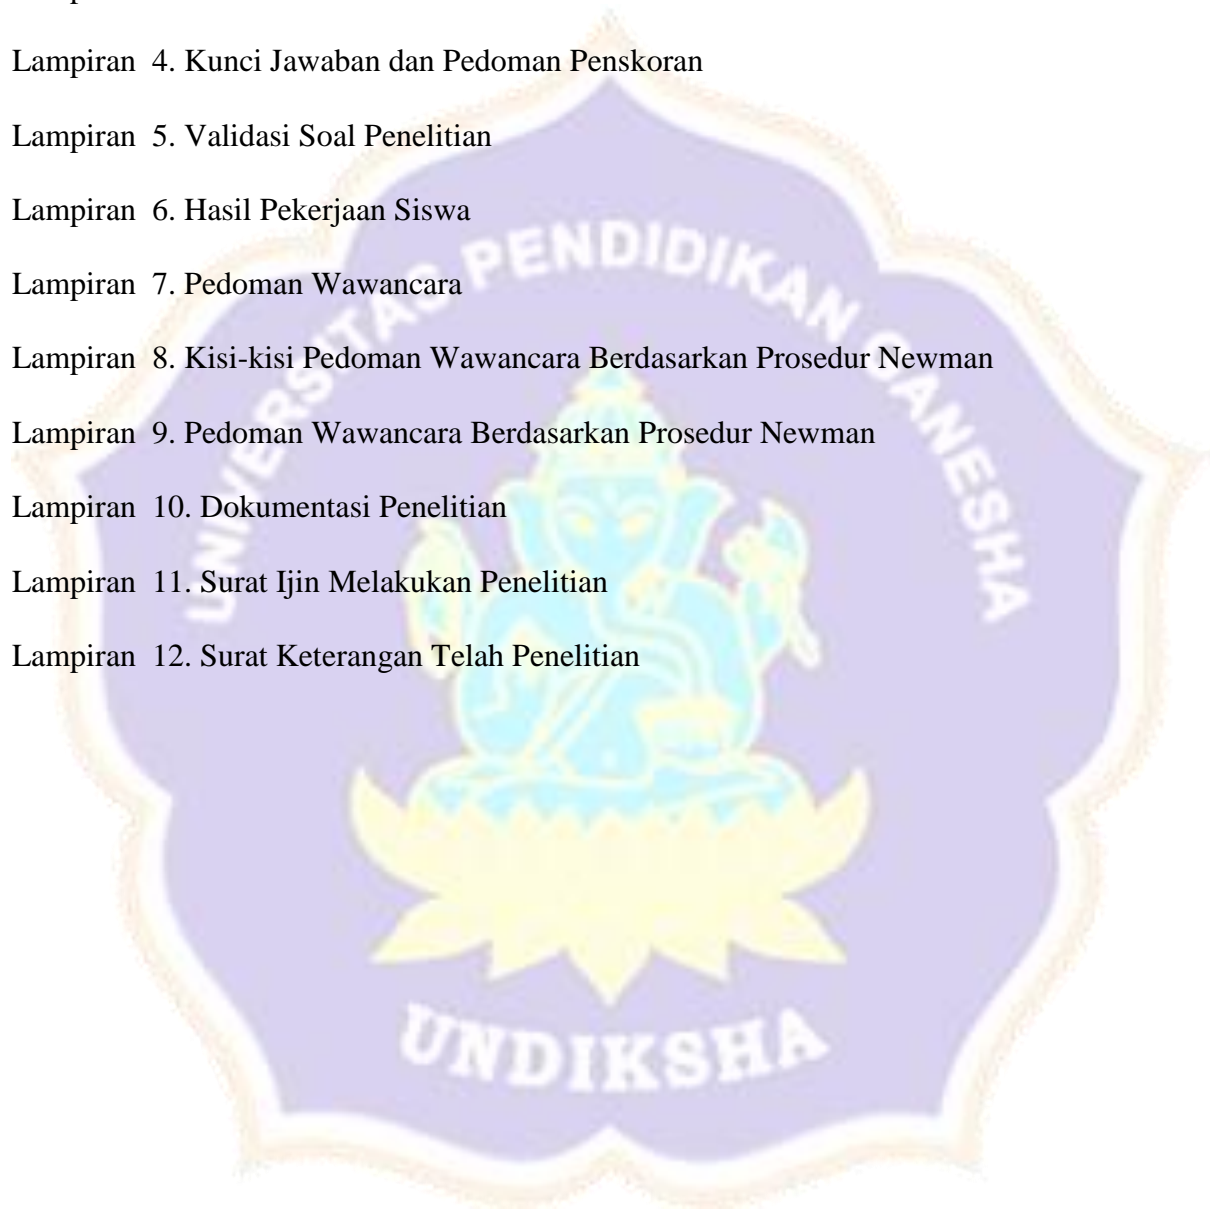 Lampiran 4. Kunci Jawaban dan Pedoman Penskoran
Lampiran 5. Validasi Soal Penelitian
Lampiran 6. Hasil Pekerjaan Siswa
Lampiran 7. Pedoman Wawancara
Lampiran 8. Kisi-kisi Pedoman Wawancara Berdasarkan Prosedur Newman
Lampiran 9. Pedoman Wawancara Berdasarkan Prosedur Newman
Lampiran 10. Dokumentasi Penelitian
Lampiran 11. Surat Ijin Melakukan Penelitian
Lampiran 12. Surat Keterangan Telah Penelitian
UNIVERSITAS PENDIDIKAN GANESHA
UNDIKSHA